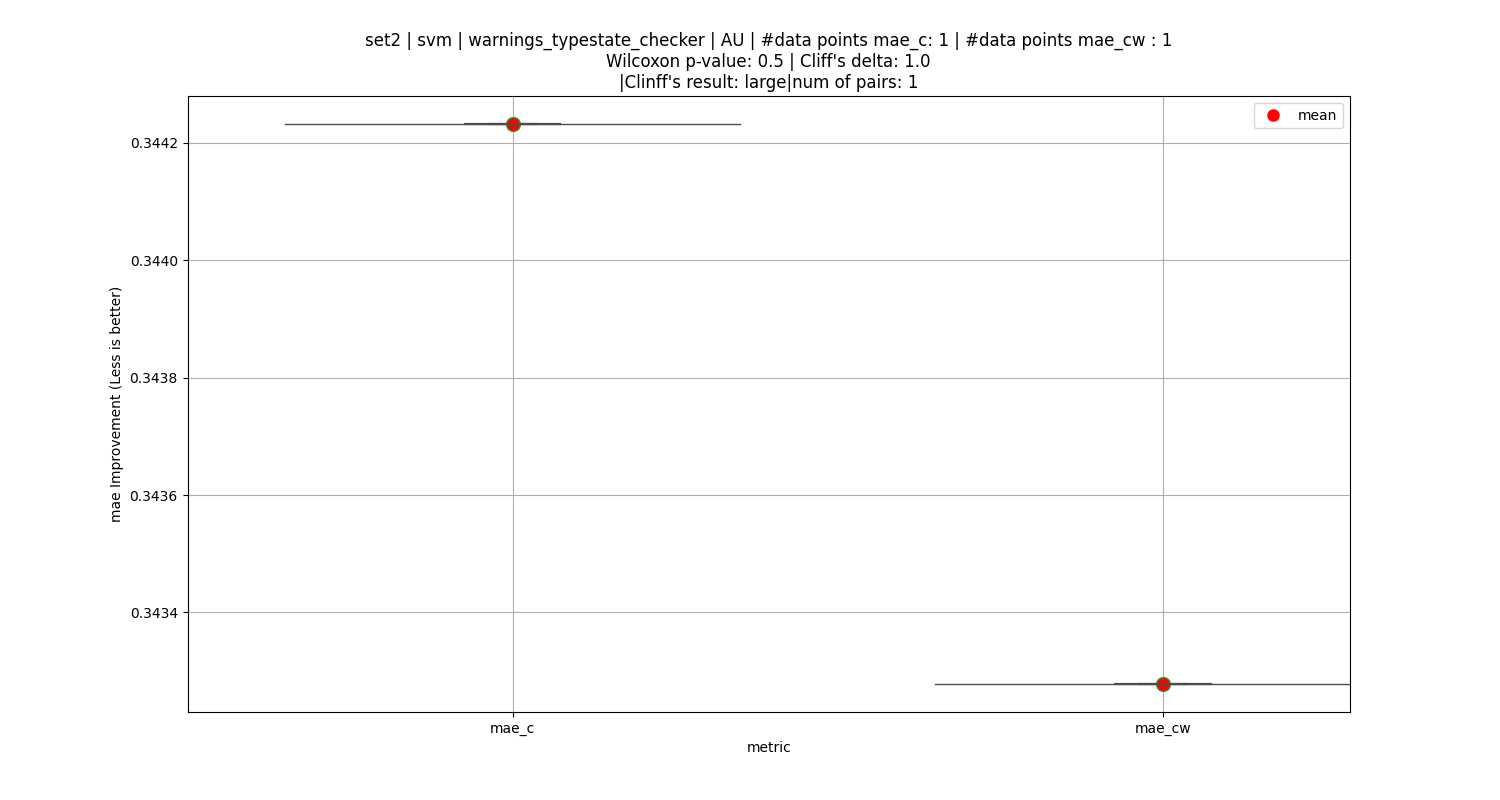 set2 | svm | warnings_typestate_checker | AU | #data points mae_c: 1 | #data points mae_cw : 1
Wilcoxon p-value: 0.5 | Cliff's delta: 1.0
|Clinff's result: large|num of pairs: 1
mean
0.3442
0.3440
0.3438
0.3436
0.3434
mae Improvement (Less is better)
mae_c
mae_cw
metric